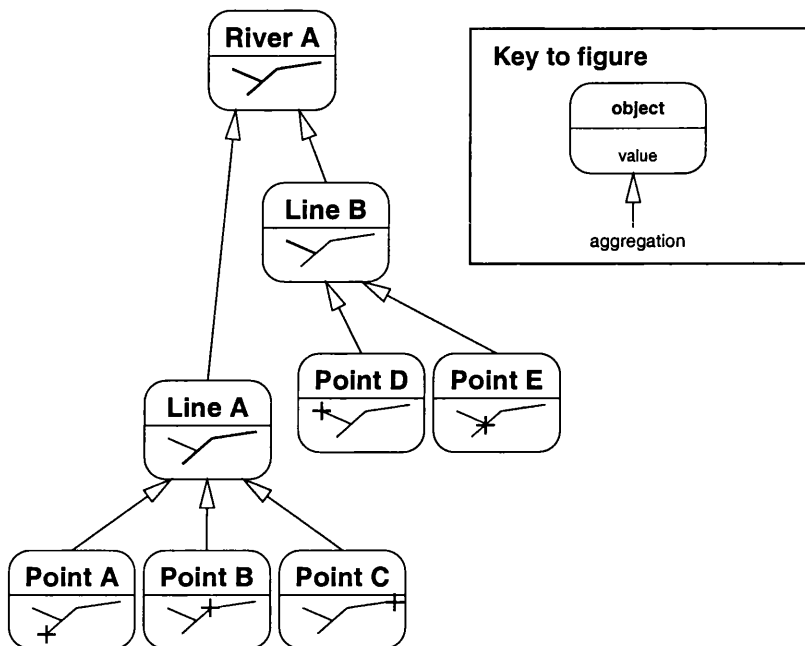 River A
Key to figure
object
value
aggregation
Line B
Point D
Point E
Line A
Point A
Point B
Point C